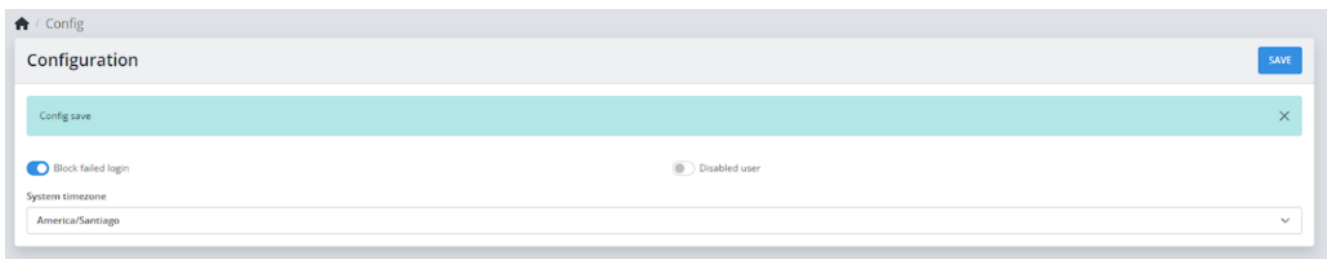 / Config
Configuration
SAVE
Config save
Block failed login
Disabled user
System timezone
America/Santiago